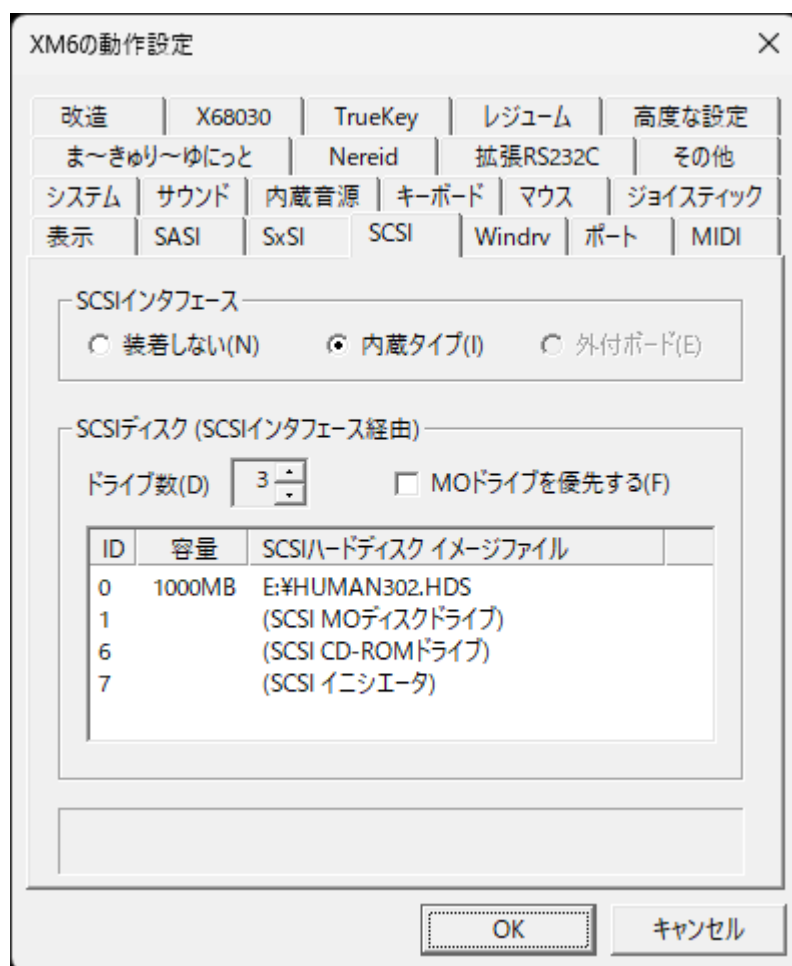 XM6の動作設定
改造 X68030 TrueKey レジューム 高度な設定
ま～きゅり～ゆにっと Nereid 拡張RS232C その他
システム サウンド 内蔵音源 キーボード マウス ジョイスティック
表示 SASI SxSI SCSI Windrv ポート MIDI
SCSIインタフェース
装着しない(N) 内蔵タイプ(I) 外付ボード(E)
SCSIディスク (SCSIインタフェース経由)
ドライブ数(D) 3 MOドライブを優先する(F)
ID 容量 SCSIハードディスク イメージファイル
0 1000MB E:¥HUMAN302.HDS
1 (SCSI MOディスクドライブ)
6 (SCSI CD-ROMドライブ)
7 (SCSI イニシエータ)
OK キャンセル